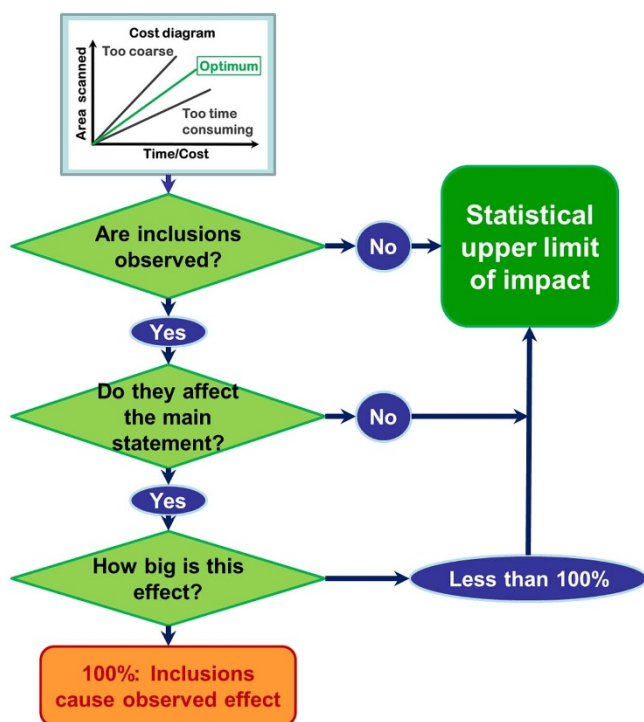 Cost diagram
Too coarse
Optimum
Area scanned
Too time
consuming
Time/Cost
Are inclusions
observed?
No
Statistical
upper limit
of impact
Yes
Do they affect
the main
statement?
No
Yes
How big is this
effect?
Less than 100%
100%: Inclusions
cause observed effect